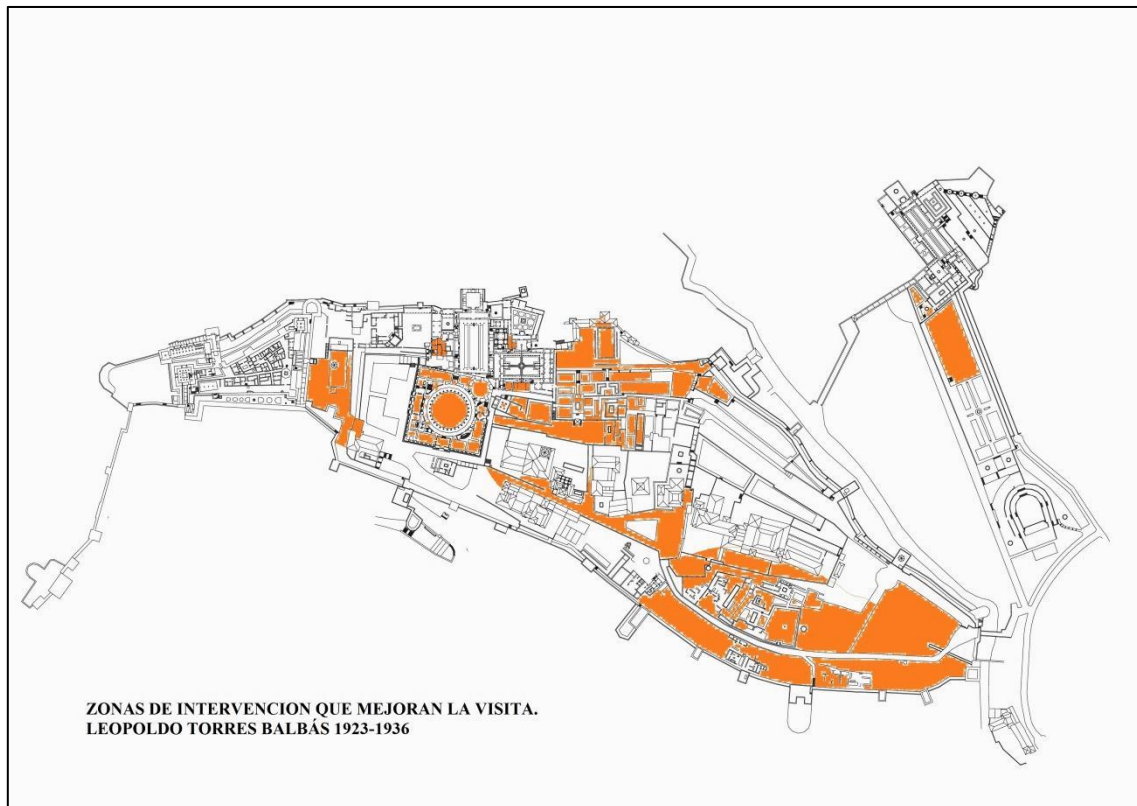 ZONAS DE INTERVENCION QUE MEJORAN LA VISITA.
LEOPOLDO TORRES BALBÁS 1923-1936